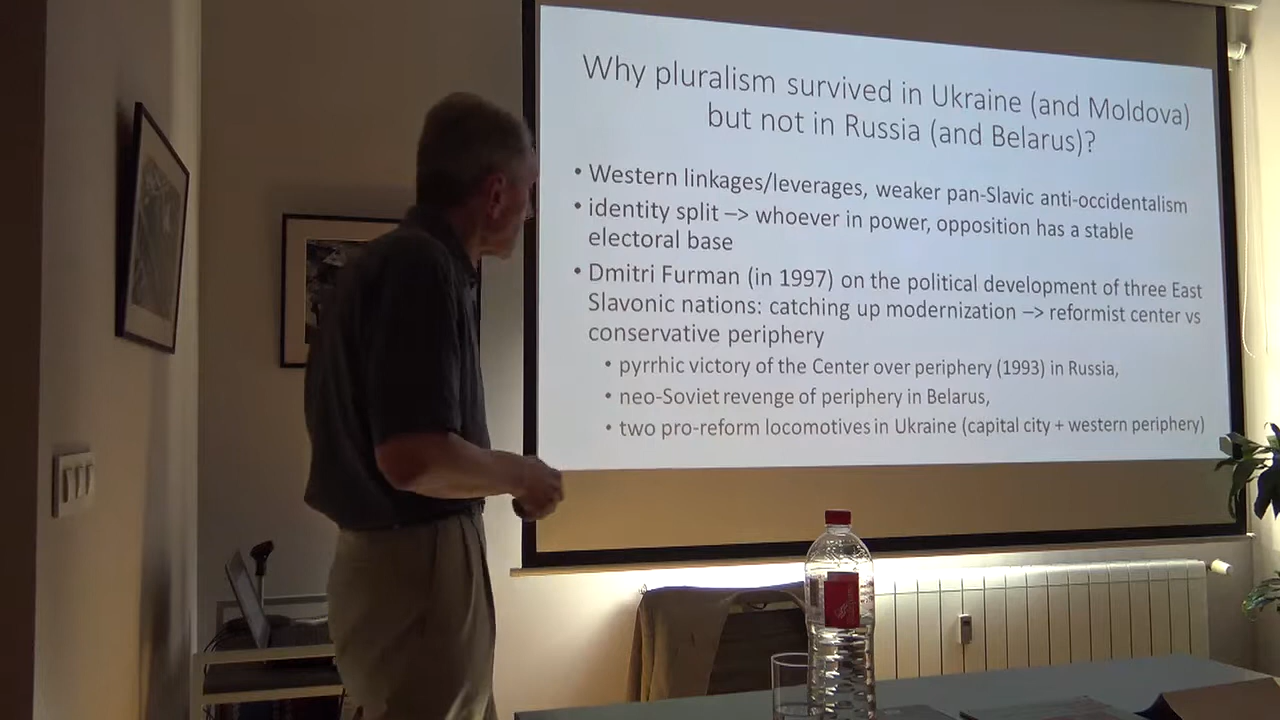 Why pluralism survived in Ukraine (and Moldova)
but not in Russia (and Belarus)?
• Western linkages/leverages, weaker pan-Slavic anti-occidentalism
• identity split –> whoever in power, opposition has a stable
electoral base
• Dmitri Furman (in 1997) on the political development of three East
Slavonic nations: catching up modernization –> reformist center vs
conservative periphery
• pyrrhic victory of the Center over periphery (1993) in Russia,
• neo-Soviet revenge of periphery in Belarus,
• two pro-reform locomotives in Ukraine (capital city + western periphery)